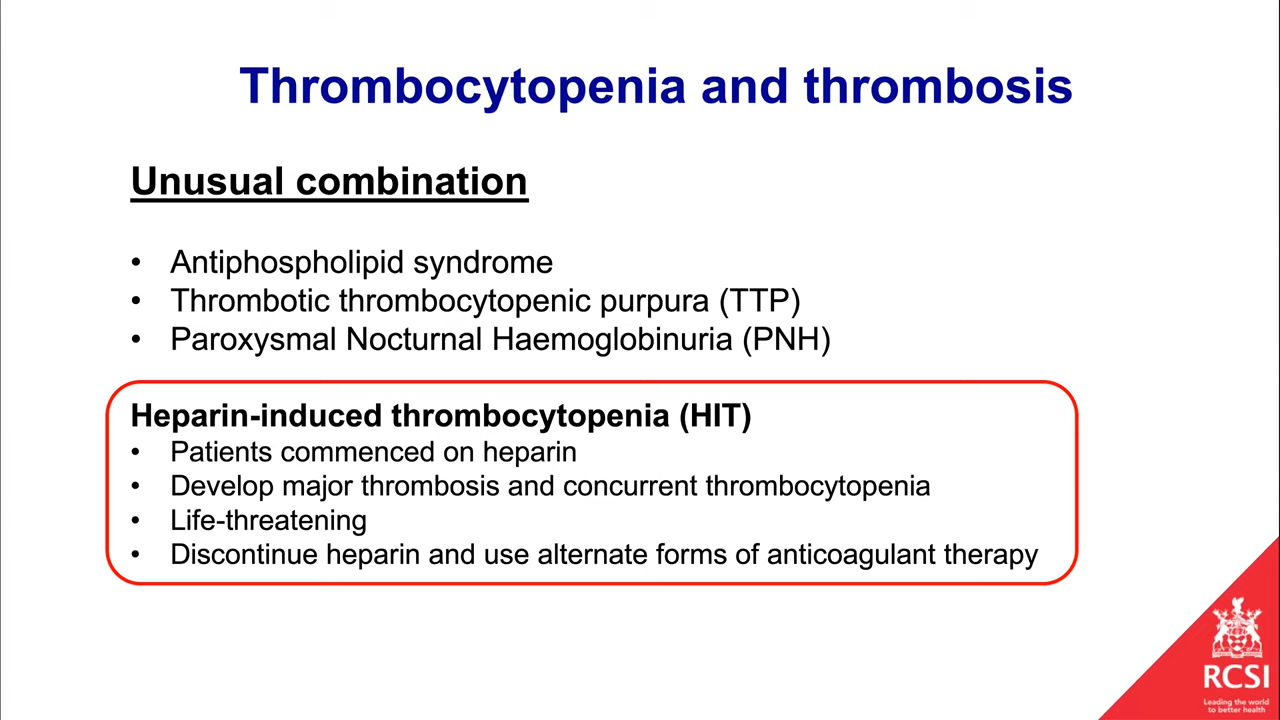 Thrombocytopenia and thrombosis
Unusual combination
• Antiphospholipid syndrome
• Thrombotic thrombocytopenic purpura (TTP)
• Paroxysmal Nocturnal Haemoglobinuria (PNH)
Heparin-induced thrombocytopenia (HIT)
• Patients commenced on heparin
• Develop major thrombosis and concurrent thrombocytopenia
• Life-threatening
• Discontinue heparin and use alternate forms of anticoagulant therapy
RCSI
Leading the world
to better health